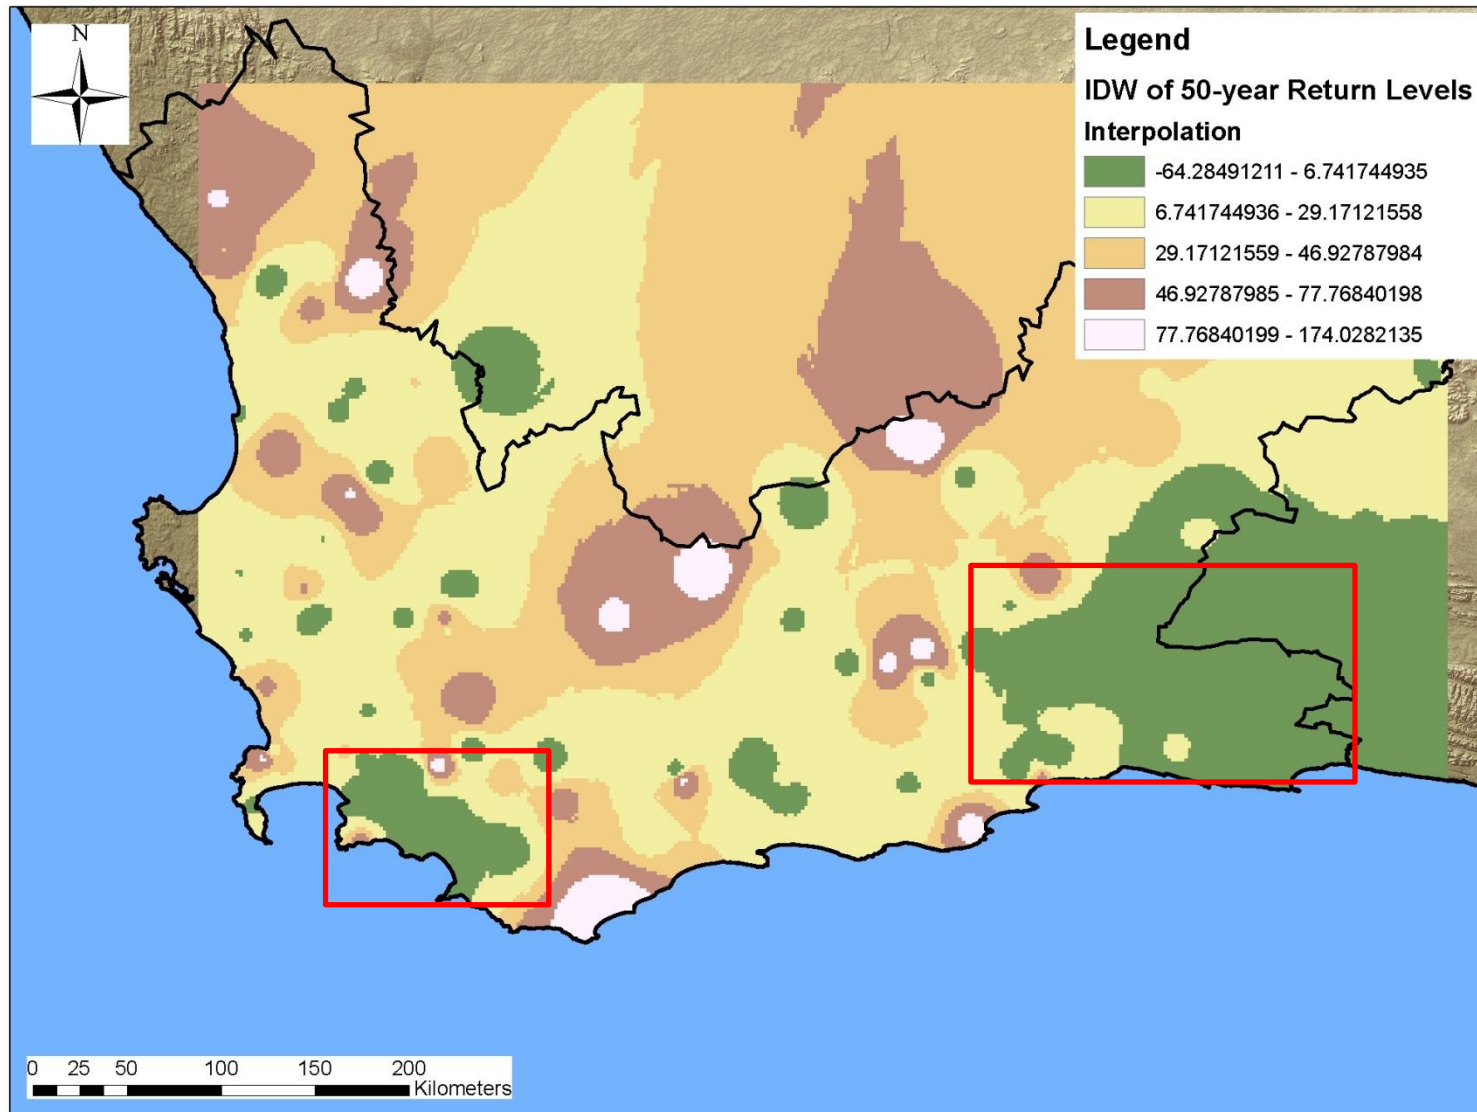 N
Legend
IDW of 50-year Return Levels
Interpolation
-64.28491211 - 6.741744935
6.741744936 - 29.17121558
29.17121559 - 46.92787984
46.92787985 - 77.76840198
77.76840199 - 174.0282135
0 25 50 100 150 200
Kilometers